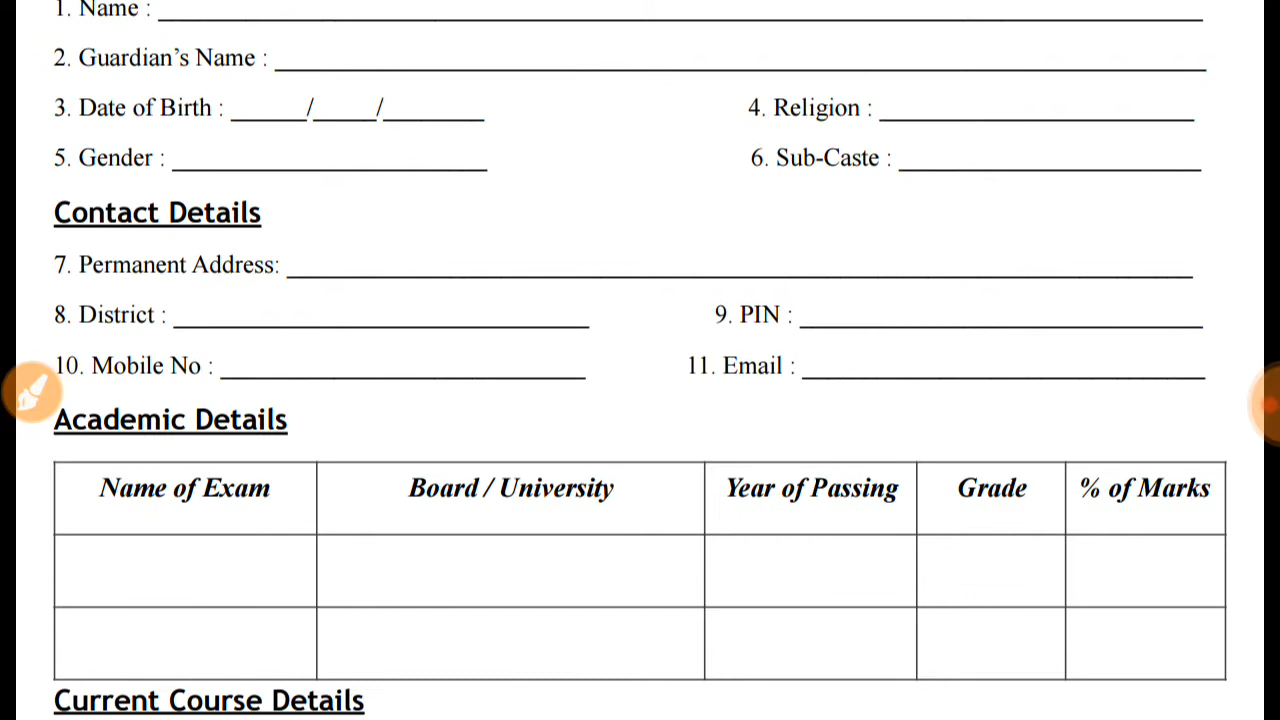 1. Name : 
2. Guardian’s Name : 
3. Date of Birth : / / 4. Religion : 
5. Gender : 6. Sub-Caste : 
Contact Details
7. Permanent Address: 
8. District : 9. PIN : 
10. Mobile No : 11. Email : 
Academic Details
Name of Exam Board / University Year of Passing Grade % of Marks
Current Course Details